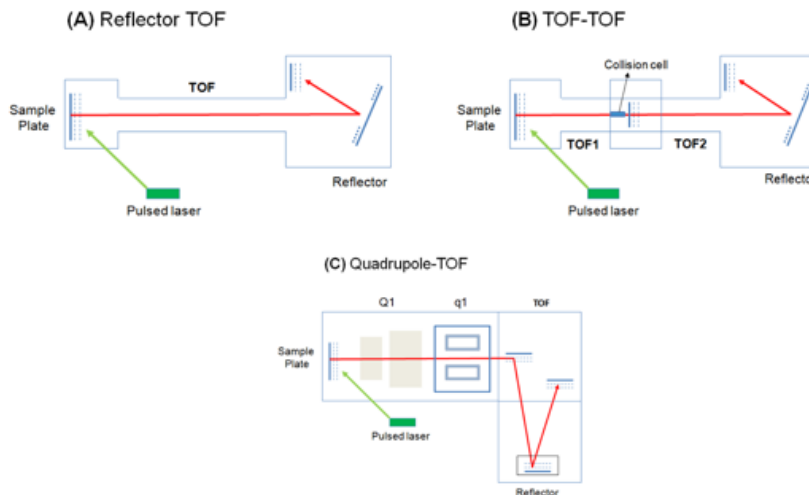 (A) Reflector TOF
(B) TOF-TOF
TOF
Sample
Plate
Pulsed laser
Reflector
Collision cell
Sample
Plate
TOF1
TOF2
Pulsed laser
Reflector
(C) Quadrupole-TOF
Q1
q1
TOF
Sample
Plate
Pulsed laser
Reflector